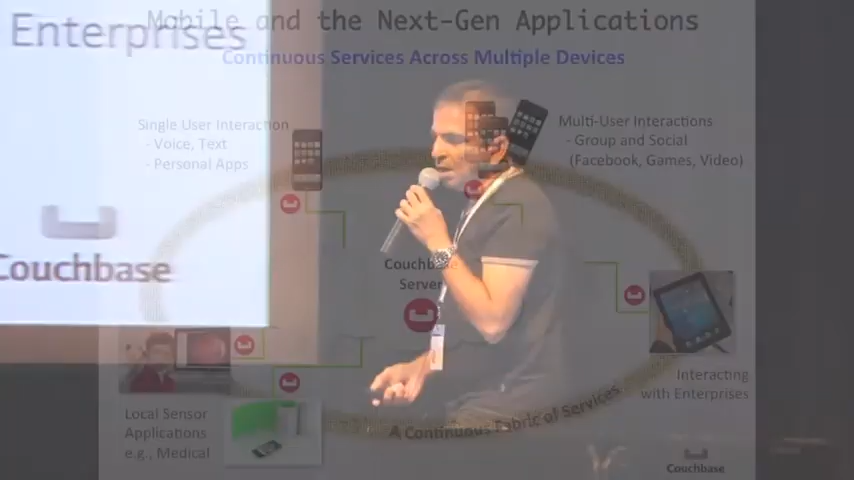 Mobile and the Next-Gen Applications
Enterprises
Continuous Services Across Multiple Devices
Single User Interaction
- Voice, Text
- Personal Apps
Multi-User Interactions
- Group and Social
(Facebook, Games, Video)
Couchbase
Couchbase
Server
Interacting
with Enterprises
Local Sensor
Applications
e.g., Medical
A Continuous Fabric of Services
Couchbase